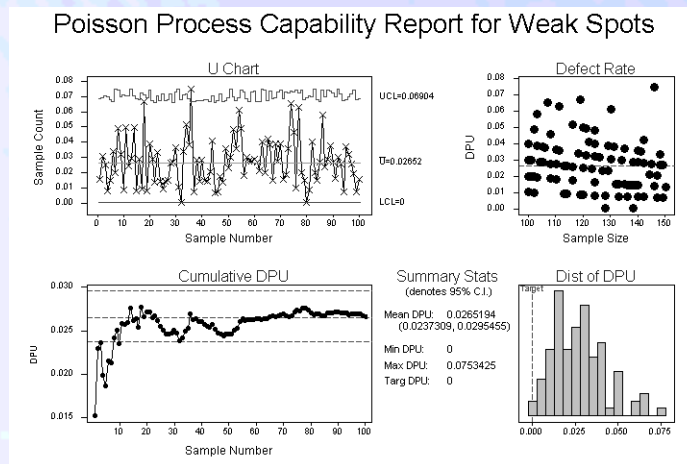 Poisson Process Capability Report for Weak Spots
U Chart
0.08
0.07
0.06
0.05
0.04
0.03
0.02
0.01
0.00
Sample Count
UCL=0.06904
U=0.02652
LCL=0
0 10 20 30 40 50 60 70 80 90 100
Sample Number
Defect Rate
0.08
0.07
0.06
0.05
0.04
0.03
0.02
0.01
0.00
DPU
100 110 120 130 140 150
Sample Size
Cumulative DPU
0.030
0.025
0.020
0.015
DPU
10 20 30 40 50 60 70 80 90 100
Sample Number
Summary Stats
(denotes 95% C.I.)
Mean DPU: 0.0265194
(0.0237309, 0.0295455)
Min DPU: 0
Max DPU: 0.0753425
Targ DPU: 0
Dist of DPU
Target
0.000 0.025 0.050 0.075